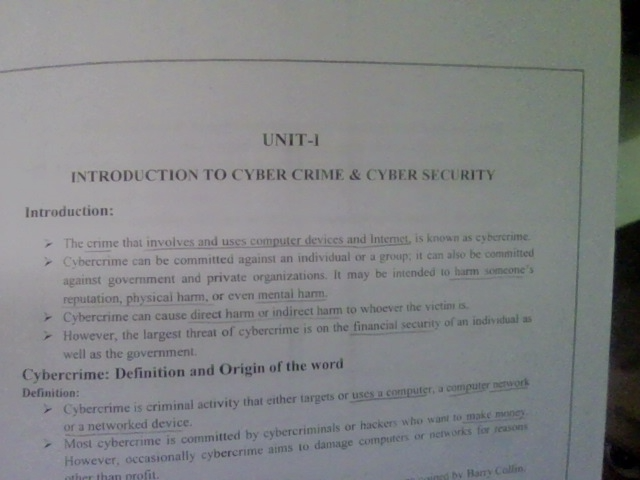 UNIT-I
INTRODUCTION TO CYBER CRIME & CYBER SECURITY
Introduction:
➤ The crime that involves and uses computer devices and Internet, is known as cybercrime.
➤ Cybercrime can be committed against an individual or a group; it can also be committed
against government and private organizations. It may be intended to harm someone's
reputation, physical harm, or even mental harm.
➤ Cybercrime can cause direct harm or indirect harm to whoever the victim is.
➤ However, the largest threat of cybercrime is on the financial security of an individual as
well as the government.
Cybercrime: Definition and Origin of the word
Definition:
➤ Cybercrime is criminal activity that either targets or uses a computer, a computer network
or a networked device.
➤ Most cybercrime is committed by cybercriminals or hackers who want to make money.
However, occasionally cybercrime aims to damage computers or networks for reasons
other than profit.
by Barry Collin.